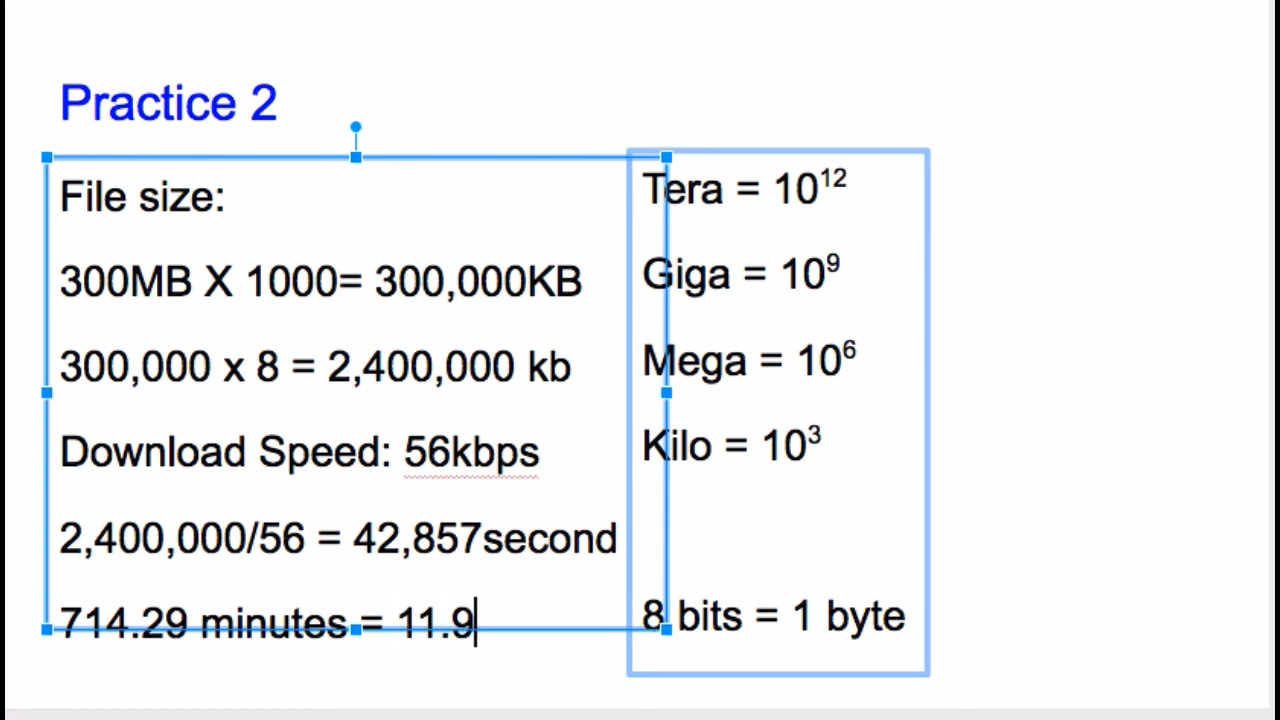 Practice 2
File size:
300MB X 1000= 300,000KB
300,000 x 8 = 2,400,000 kb
Download Speed: 56kbps
2,400,000/56 = 42,857second
714.29 minutes = 11.9
Tera = 10¹²
Giga = 10⁹
Mega = 10⁶
Kilo = 10³
8 bits = 1 byte